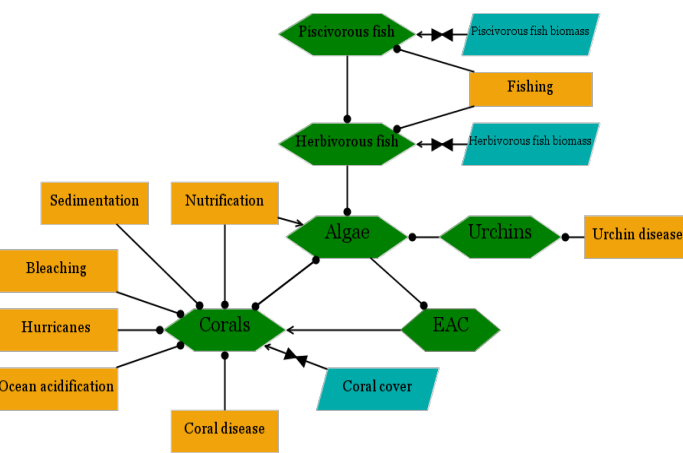 Piscivorous fish
Piscivorous fish biomass
Fishing
Herbivorous fish
Herbivorous fish biomass
Sedimentation
Nutrification
Algae
Urchins
Urchin disease
Bleaching
Hurricanes
Corals
EAC
Ocean acidification
Coral cover
Coral disease